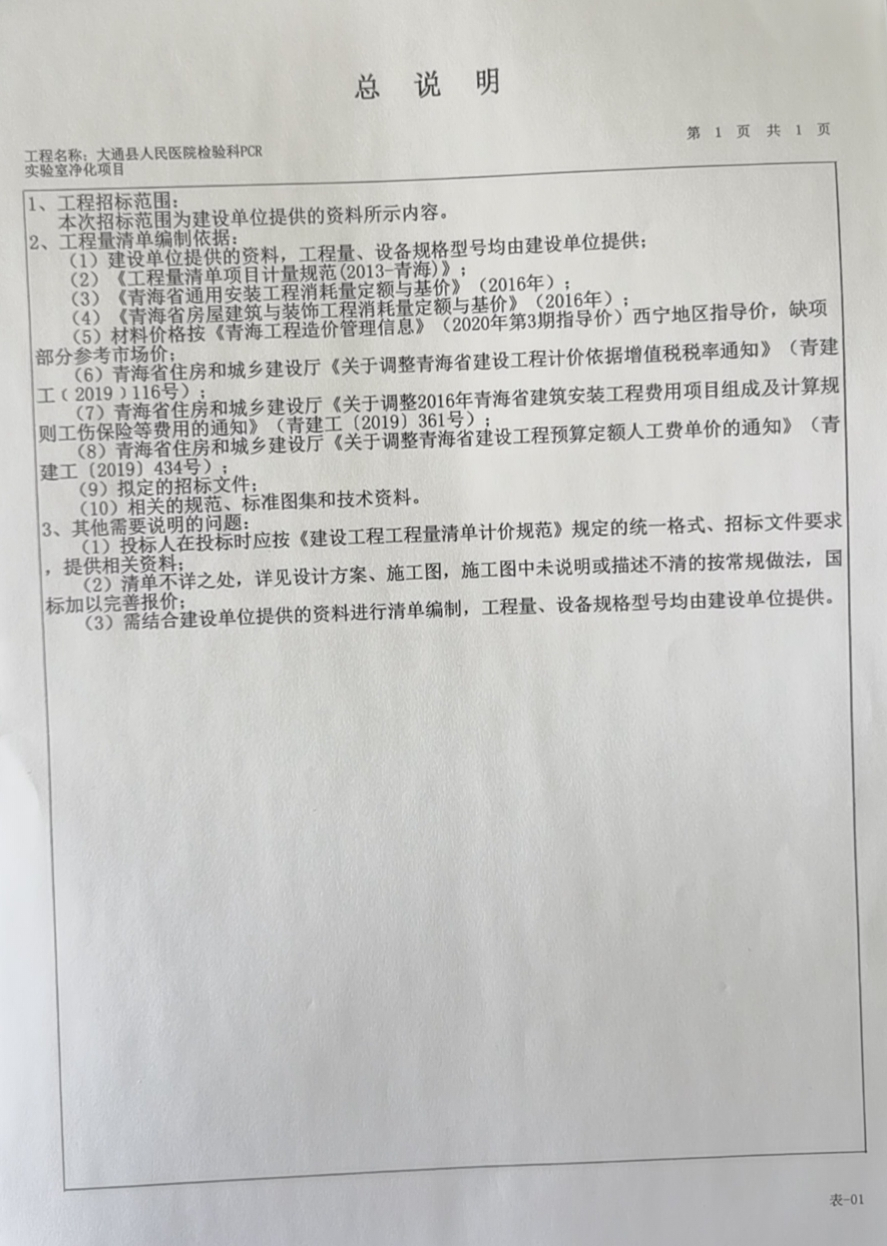 总 说 明
第 1 页 共 1 页
工程名称：大通县人民医院检验科PCR
实验室净化项目
1、工程招标范围：
本次招标范围为建设单位提供的资料所示内容。
2、工程量清单编制依据：
（1）建设单位提供的资料，工程量、设备规格型号均由建设单位提供；
（2）《工程量清单项目计量规范(2013-青海)》；
（3）《青海省通用安装工程消耗量定额与基价》（2016年）；
（4）《青海省房屋建筑与装饰工程消耗量定额与基价》（2016年）；
（5）材料价格按《青海工程造价管理信息》（2020年第3期指导价）西宁地区指导价，缺项
部分参考市场价；
（6）青海省住房和城乡建设厅《关于调整青海省建设工程计价依据增值税税率通知》（青建
工﹝2019﹞116号）；
（7）青海省住房和城乡建设厅《关于调整2016年青海省建筑安装工程费用项目组成及计算规
则工伤保险等费用的通知》（青建工〔2019〕361号）；
（8）青海省住房和城乡建设厅《关于调整青海省建设工程预算定额人工费单价的通知》（青
建工〔2019〕434号）；
（9）拟定的招标文件；
（10）相关的规范、标准图集和技术资料。
3、其他需要说明的问题：
（1）投标人在投标时应按《建设工程工程量清单计价规范》规定的统一格式、招标文件要求
，提供相关资料；
（2）清单不详之处，详见设计方案、施工图，施工图中未说明或描述不清的按常规做法，国
标加以完善报价；
（3）需结合建设单位提供的资料进行清单编制，工程量、设备规格型号均由建设单位提供。
表-01